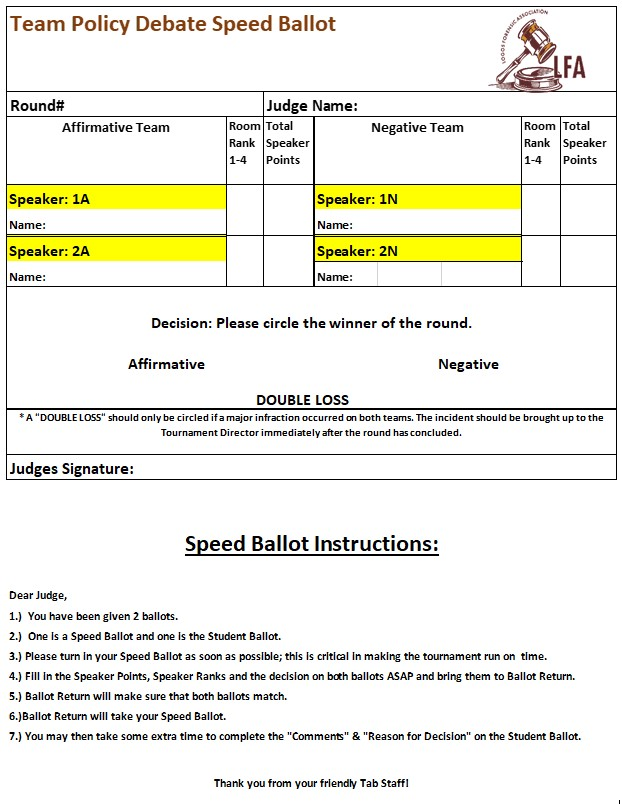 Team Policy Debate Speed Ballot
LOGOS FORENSIC ASSOCIATION
LFA
Round#
Judge Name:
Affirmative Team
Room Rank 1-4
Total Speaker Points
Negative Team
Room Rank 1-4
Total Speaker Points
Speaker: 1A
Speaker: 1N
Name:
Name:
Speaker: 2A
Speaker: 2N
Name:
Name:
Decision: Please circle the winner of the round.
Affirmative
Negative
DOUBLE LOSS
* A "DOUBLE LOSS" should only be circled if a major infraction occurred on both teams. The incident should be brought up to the
Tournament Director immediately after the round has concluded.
Judges Signature:
Speed Ballot Instructions:
Dear Judge,
1.) You have been given 2 ballots.
2.) One is a Speed Ballot and one is the Student Ballot.
3.) Please turn in your Speed Ballot as soon as possible; this is critical in making the tournament run on time.
4.) Fill in the Speaker Points, Speaker Ranks and the decision on both ballots ASAP and bring them to Ballot Return.
5.) Ballot Return will make sure that both ballots match.
6.)Ballot Return will take your Speed Ballot.
7.) You may then take some extra time to complete the "Comments" & "Reason for Decision" on the Student Ballot.
Thank you from your friendly Tab Staff!